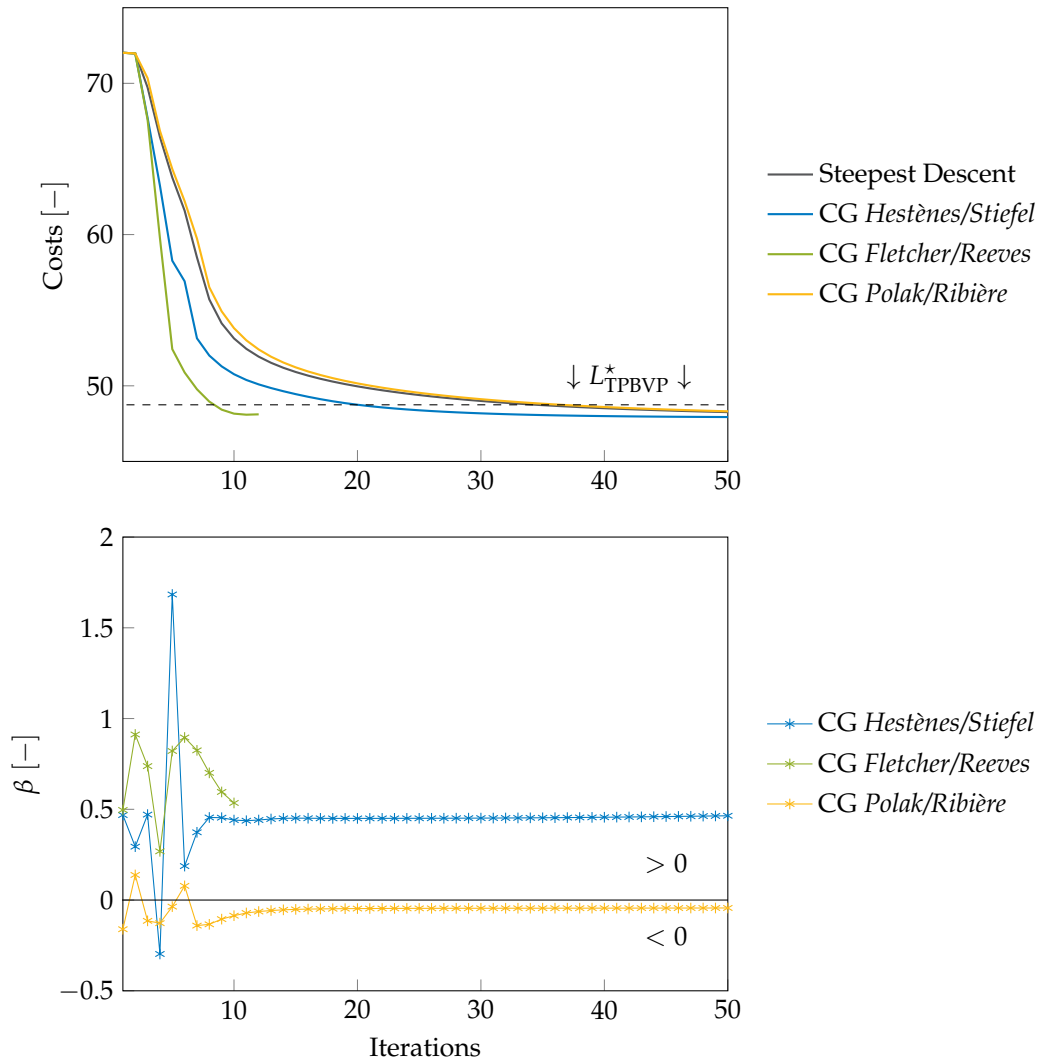 70
60
50
Costs [−]
↓ L⋆TPBVP ↓
10 20 30 40 50
Steepest Descent
CG Hestènes/Stiefel
CG Fletcher/Reeves
CG Polak/Ribière
2
1.5
1
0.5
0
−0.5
β [−]
> 0
< 0
10 20 30 40 50
Iterations
CG Hestènes/Stiefel
CG Fletcher/Reeves
CG Polak/Ribière